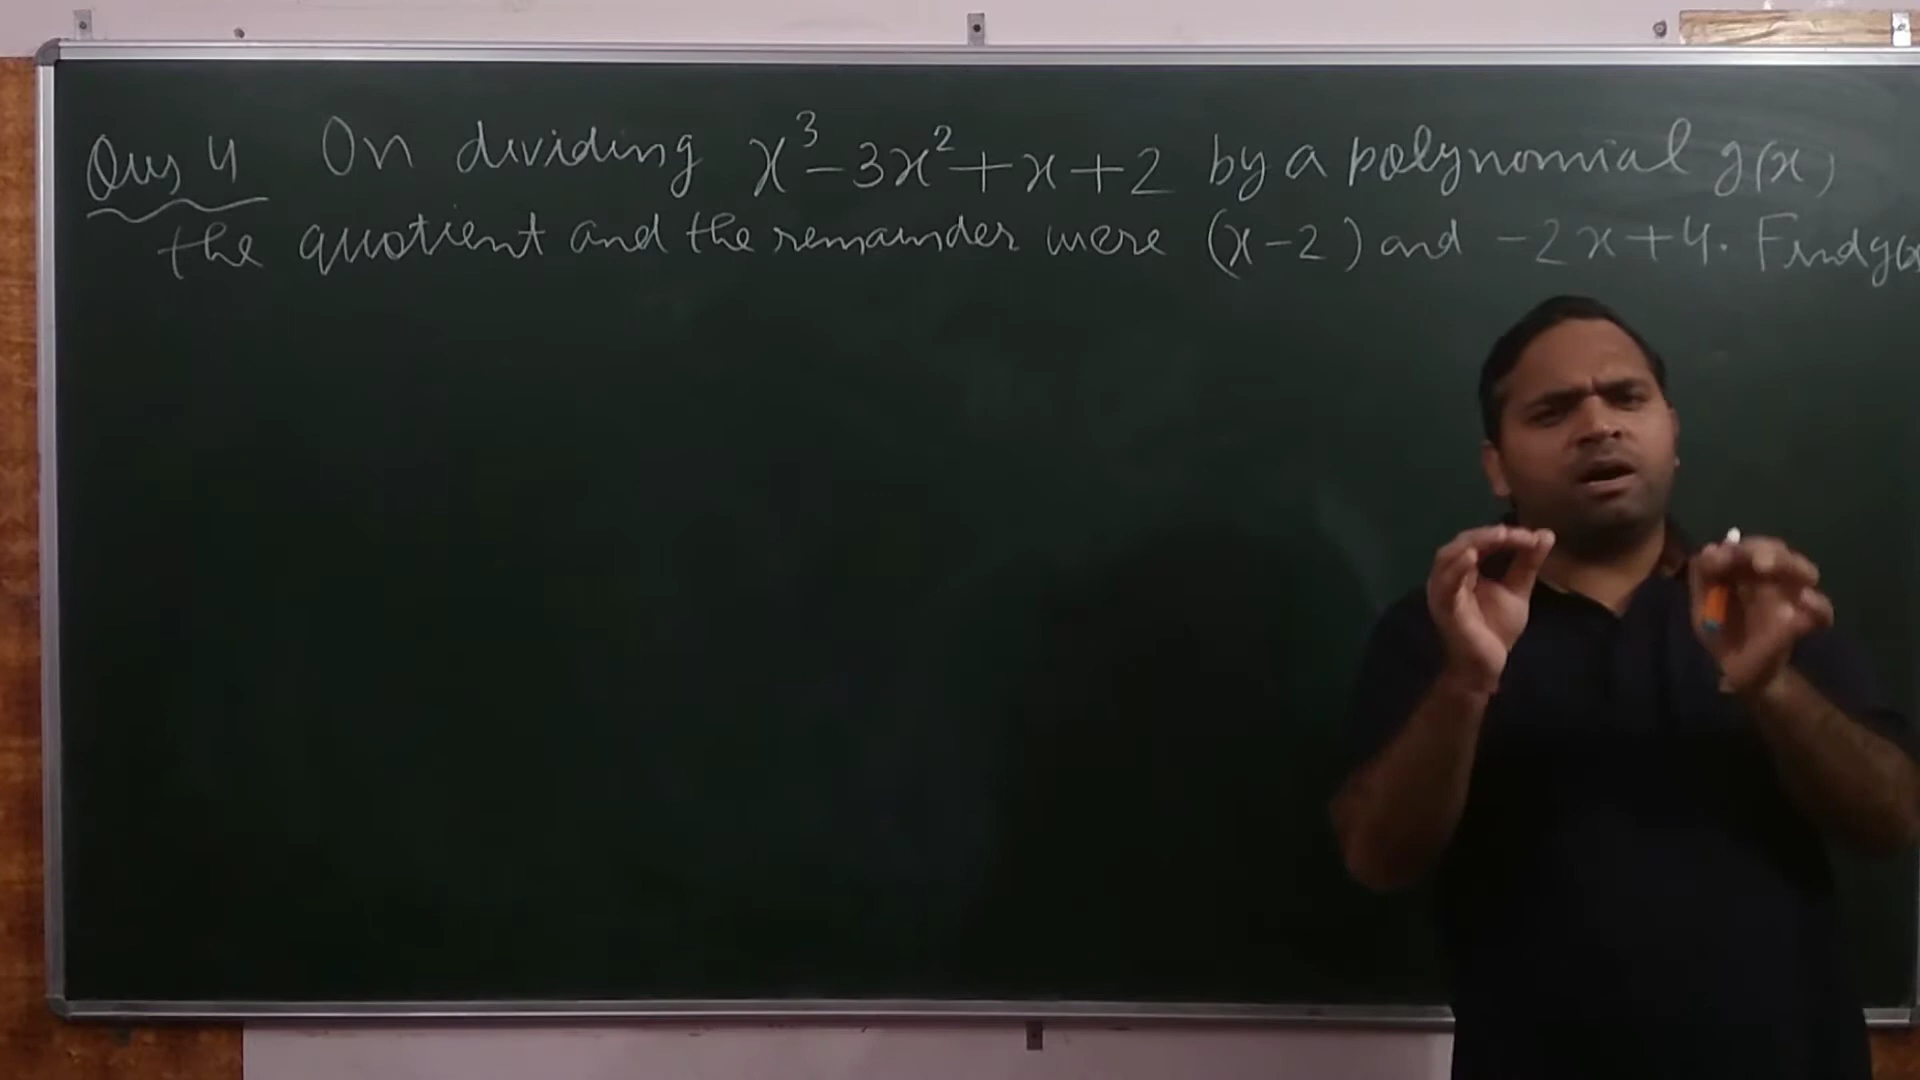 Ques 4 On dividing x³-3x²+x+2 by a polynomial g(x)
the quotient and the remainder were (x-2) and -2x+4. Find g(x